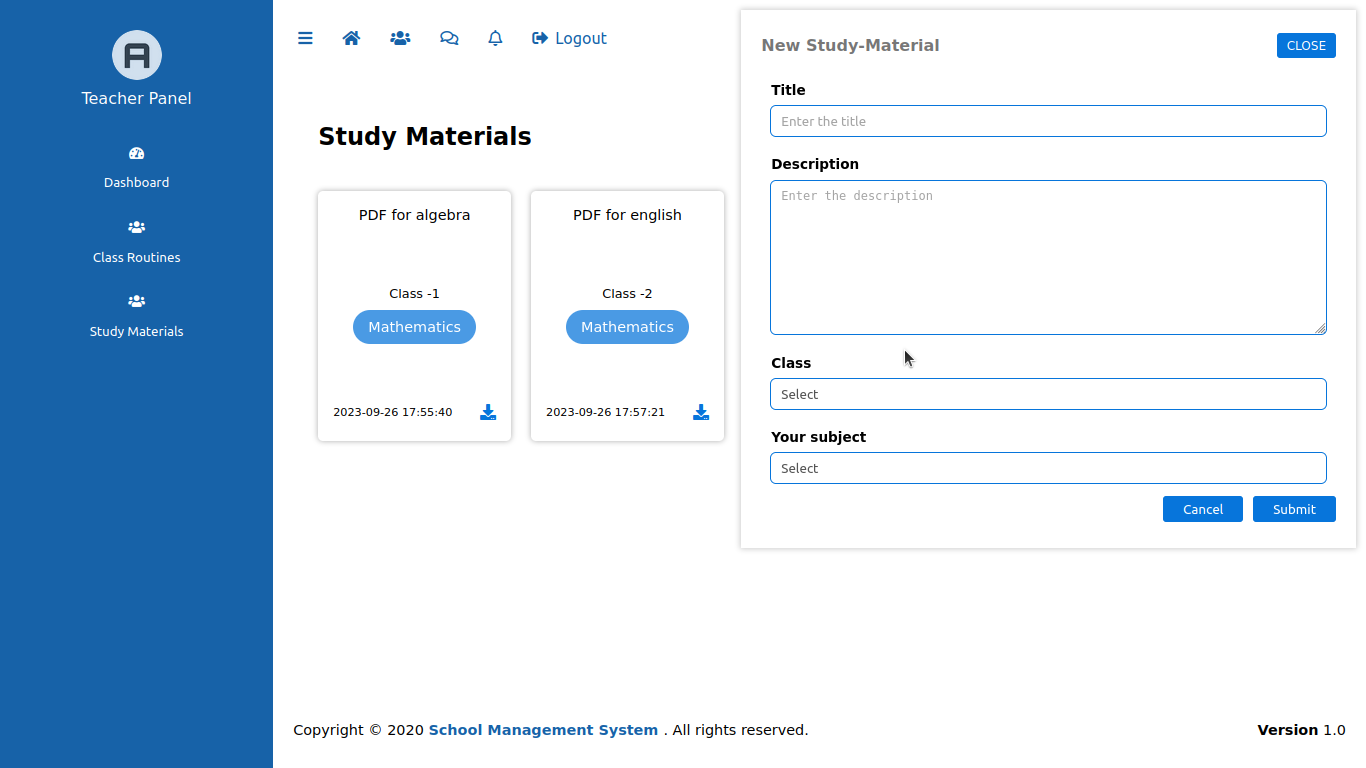 Teacher Panel
Dashboard
Class Routines
Study Materials
Logout
Study Materials
PDF for algebra
Class -1
Mathematics
2023-09-26 17:55:40
PDF for english
Class -2
Mathematics
2023-09-26 17:57:21
New Study-Material
CLOSE
Title
Enter the title
Description
Enter the description
Class
Select
Your subject
Select
Cancel
Submit
Copyright © 2020 School Management System . All rights reserved.
Version 1.0